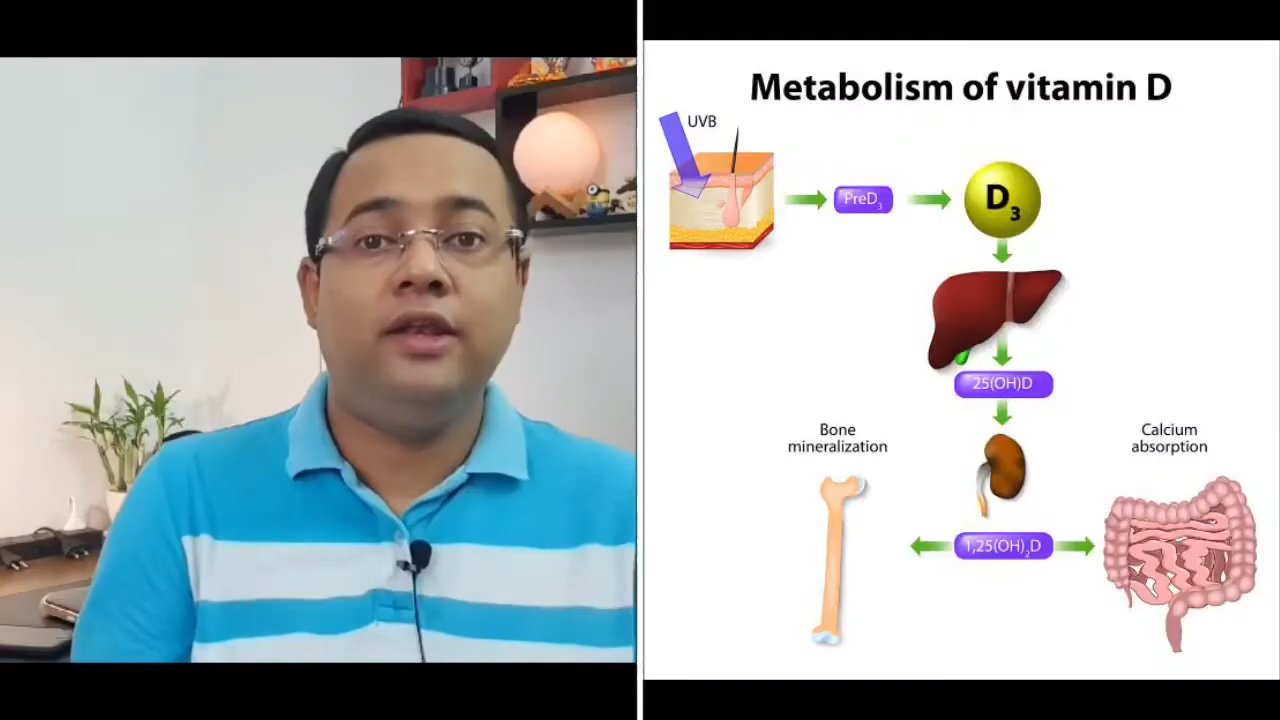 Metabolism of vitamin D
UVB
PreD₃
D₃
25(OH)D
Bone
mineralization
Calcium
absorption
1,25(OH)₂D